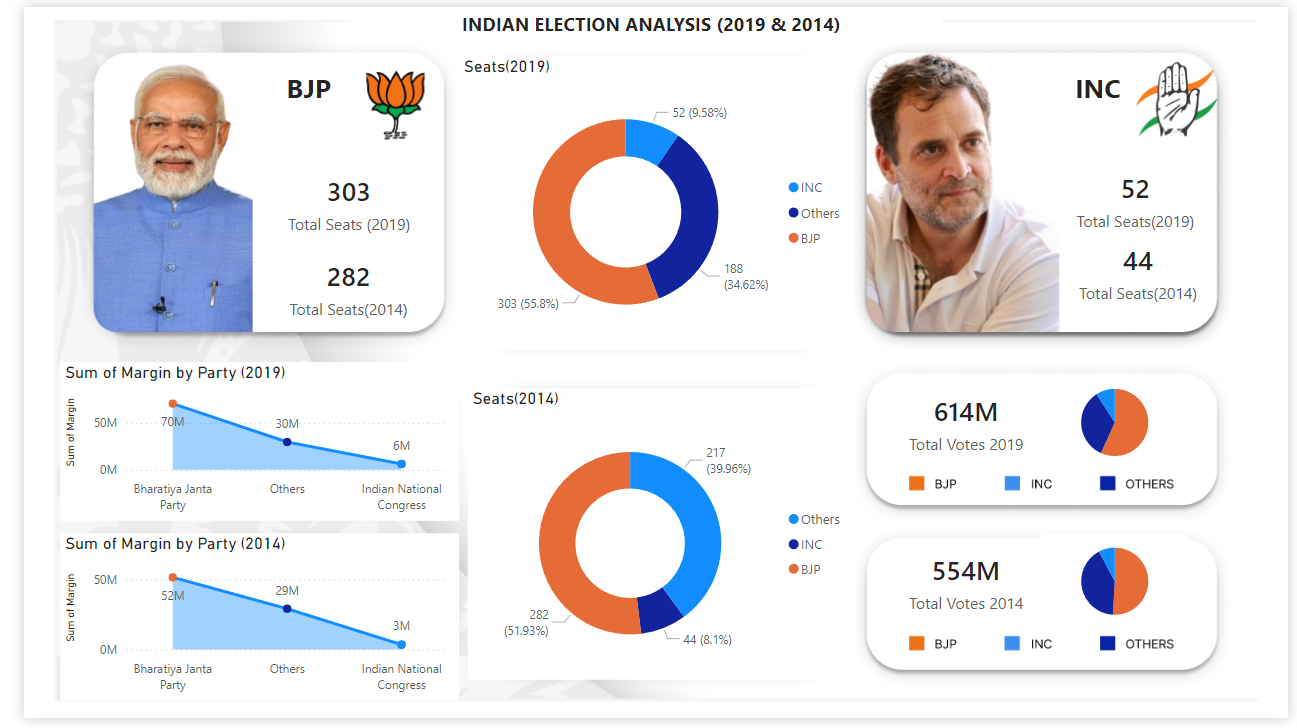 INDIAN ELECTION ANALYSIS (2019 & 2014)
BJP
303
Total Seats (2019)
282
Total Seats(2014)
Seats(2019)
52 (9.58%)
188
(34.62%)
303 (55.8%)
INC
Others
BJP
INC
52
Total Seats(2019)
44
Total Seats(2014)
Sum of Margin by Party (2019)
Sum of Margin
50M
0M
70M
30M
6M
Bharatiya Janta
Party
Others
Indian National
Congress
Sum of Margin by Party (2014)
Sum of Margin
50M
0M
52M
29M
3M
Bharatiya Janta
Party
Others
Indian National
Congress
Seats(2014)
217
(39.96%)
282
(51.93%)
44 (8.1%)
Others
INC
BJP
614M
Total Votes 2019
BJP
INC
OTHERS
554M
Total Votes 2014
BJP
INC
OTHERS